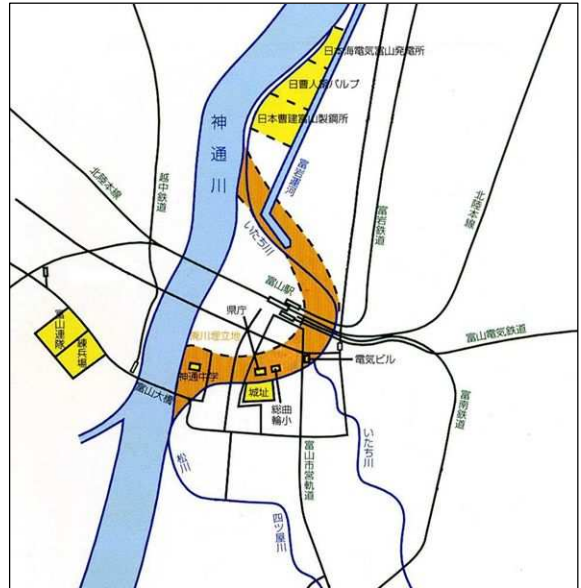 日本海電気富山発電所
日曹人絹パルプ
日本曹達富山製鋼所
神通川
富岩運河
北陸本線
越中鉄道
いたち川
富岩鉄道
北陸本線
富山駅
県庁
廃川埋立地
富山電気鉄道
富山連隊
練兵場
神通中学
電気ビル
城址
総曲
輪小
富山大橋
富南鉄道
松川
富山市営軌道
いたち川
四ツ屋川